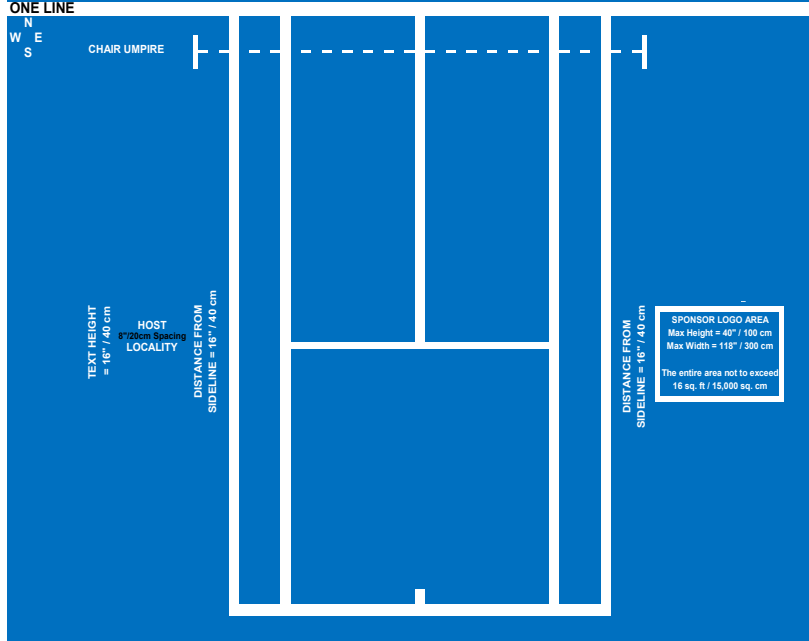 ONE LINE
N
W E
S
CHAIR UMPIRE
TEXT HEIGHT
= 16" / 40 cm
HOST
8"/20cm Spacing
LOCALITY
DISTANCE FROM
SIDELINE = 16" / 40 cm
DISTANCE FROM
SIDELINE = 16" / 40 cm
SPONSOR LOGO AREA
Max Height = 40" / 100 cm
Max Width = 118" / 300 cm
The entire area not to exceed
16 sq. ft / 15,000 sq. cm